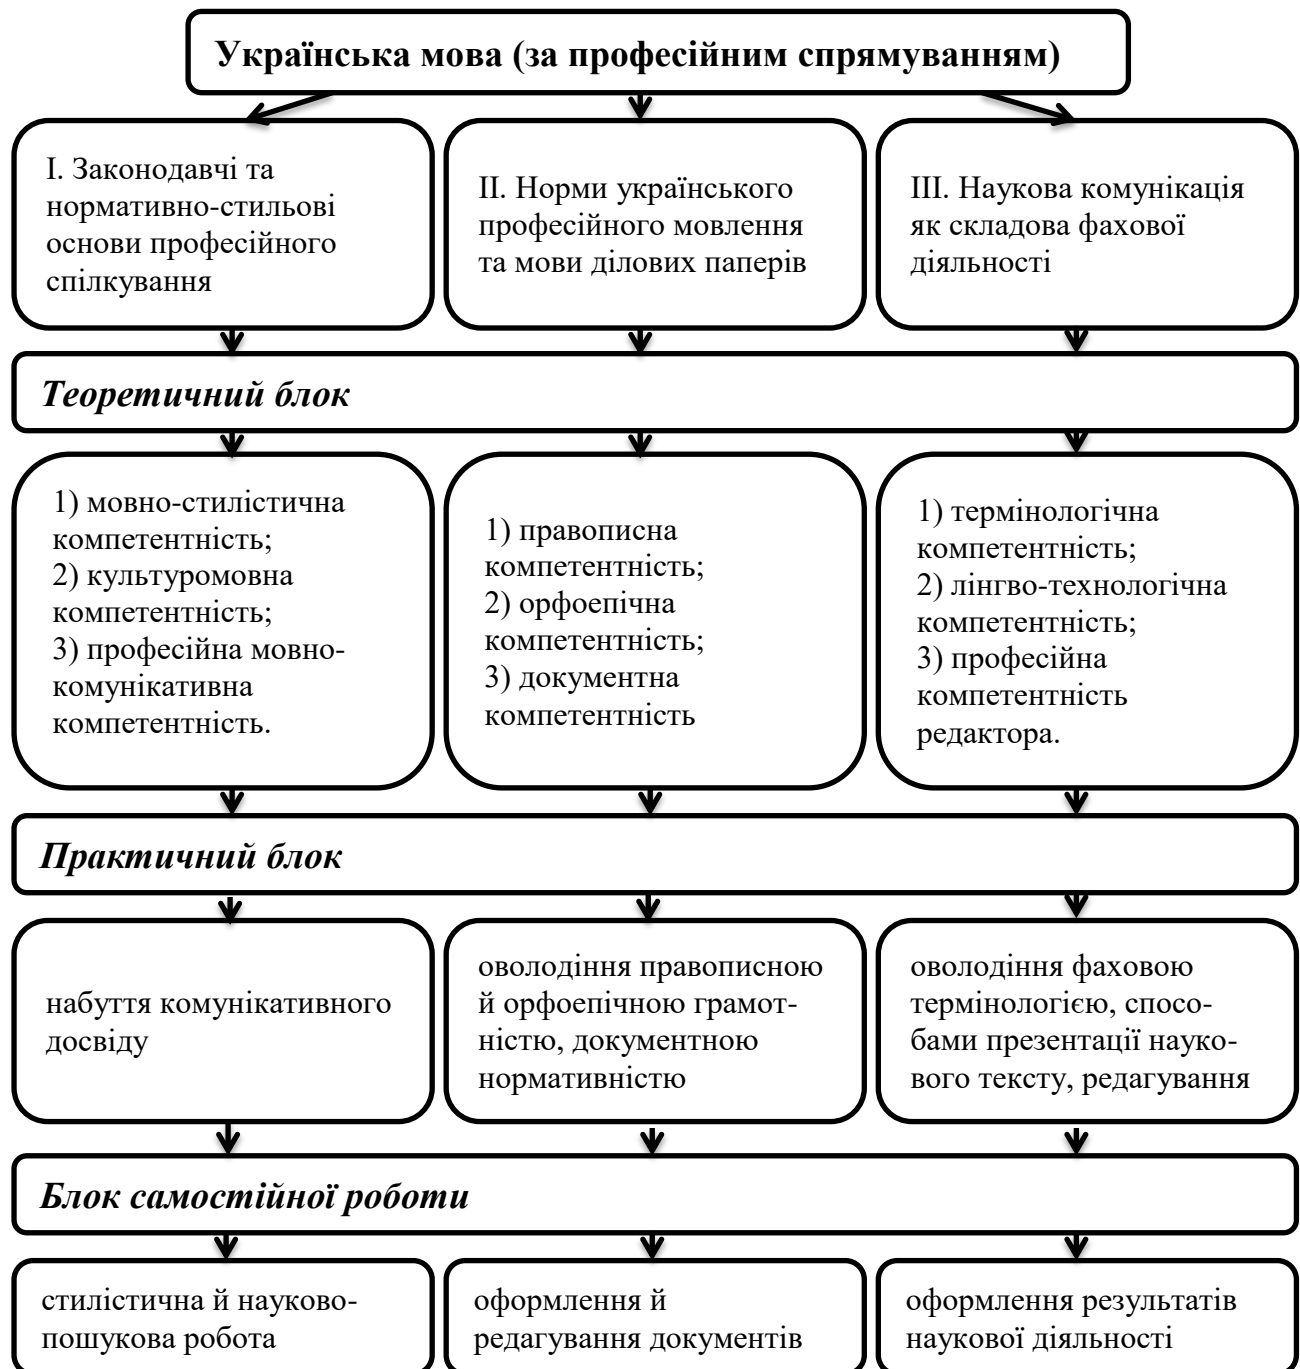 Українська мова (за професійним спрямуванням)
І. Законодавчі та
нормативно-стильові
основи професійного
спілкування
ІІ. Норми українського
професійного мовлення
та мови ділових паперів
ІІІ. Наукова комунікація
як складова фахової
діяльності
Теоретичний блок
1) мовно-стилістична
компетентність;
2) культуромовна
компетентність;
3) професійна мовно-
комунікативна
компетентність.
1) правописна
компетентність;
2) орфоепічна
компетентність;
3) документна
компетентність
1) термінологічна
компетентність;
2) лінгво-технологічна
компетентність;
3) професійна
компетентність
редактора.
Практичний блок
набуття комунікативного
досвіду
оволодіння правописною
й орфоепічною грамот-
ністю, документною
нормативністю
оволодіння фаховою
термінологією, спосо-
бами презентації науко-
вого тексту, редагування
Блок самостійної роботи
стилістична й науково-
пошукова робота
оформлення й
редагування документів
оформлення результатів
наукової діяльності